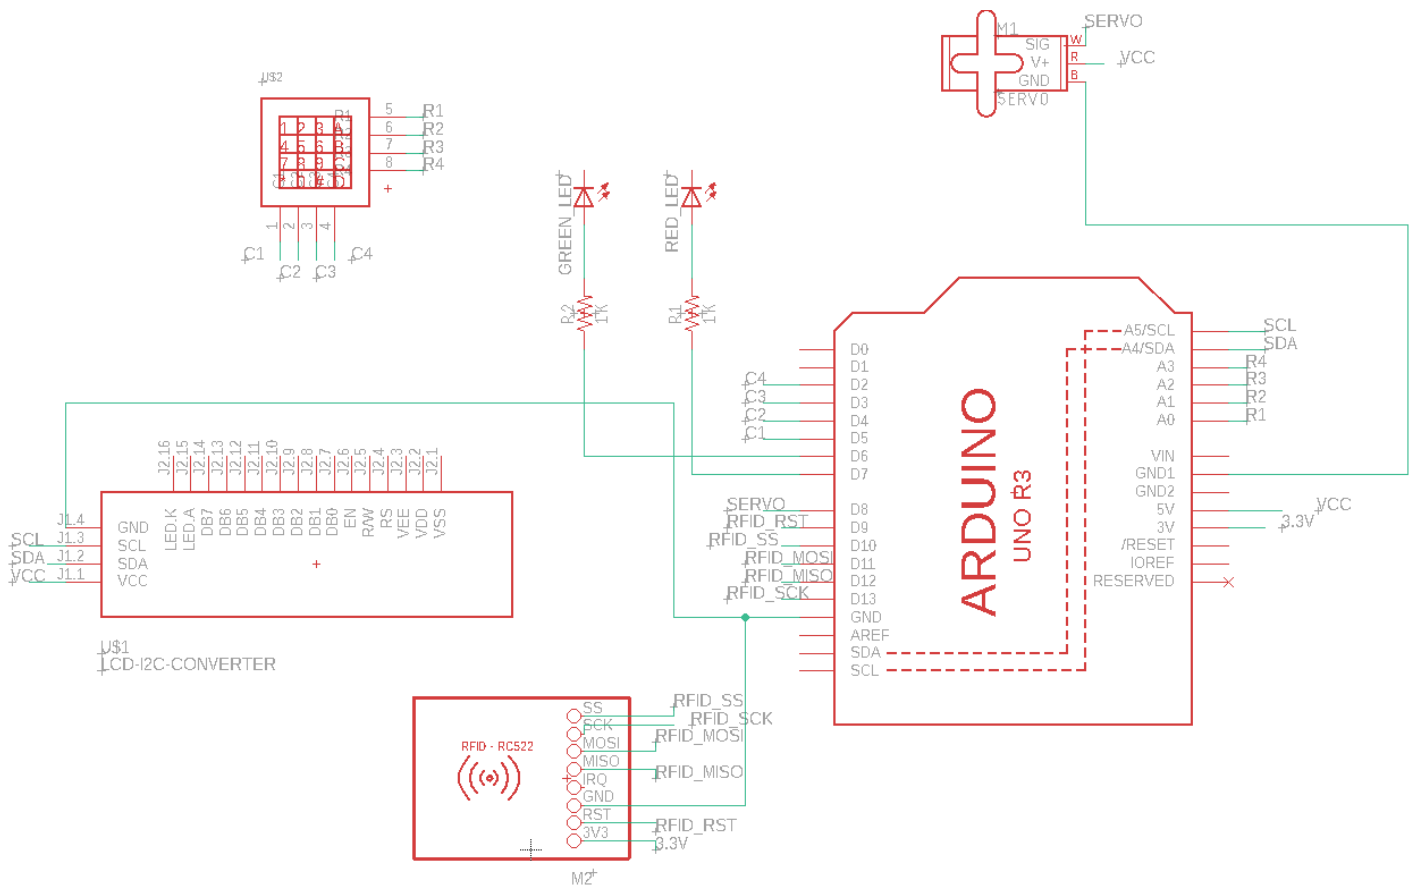 M1
SERVO
SIG
W
V+
R
VCC
GND
B
SERVO
U$2
1 2 3 A
4 5 6 B
7 8 9 C
* 0 # D
5 R1
6 R2
7 R3
8 R4
1 2 3 4
C1 C4
C2 C3
GREEN_LED
RED_LED
R2
1K
R1
1K
ARDUINO
UNO R3
D0
D1
C4 D2
C3 D3
C2 D4
C1 D5
D6
D7
SERVO D8
RFID_RST D9
RFID_SS D10
RFID_MOSI D11
RFID_MISO D12
RFID_SCK D13
GND
AREF
SDA
SCL
A5/SCL SCL
A4/SDA SDA
A3 R4
A2 R3
A1 R2
A0 R1
VIN
GND1
GND2
5V VCC
3V 3.3V
/RESET
IOREF
RESERVED
J2.16 J2.15 J2.14 J2.13 J2.12 J2.11 J2.10 J2.9 J2.8 J2.7 J2.6 J2.5 J2.4 J2.3 J2.2 J2.1
LED.K LED.A DB7 DB6 DB5 DB4 DB3 DB2 DB1 DB0 EN R/W RS VEE VDD VSS
J1.4 GND
SCL J1.3 SCL
SDA J1.2 SDA
VCC J1.1 VCC
U$1
LCD-I2C-CONVERTER
RFID - RC522
SS RFID_SS
SCK RFID_SCK
MOSI RFID_MOSI
MISO RFID_MISO
IRQ
GND
RST RFID_RST
3V3 3.3V
M2